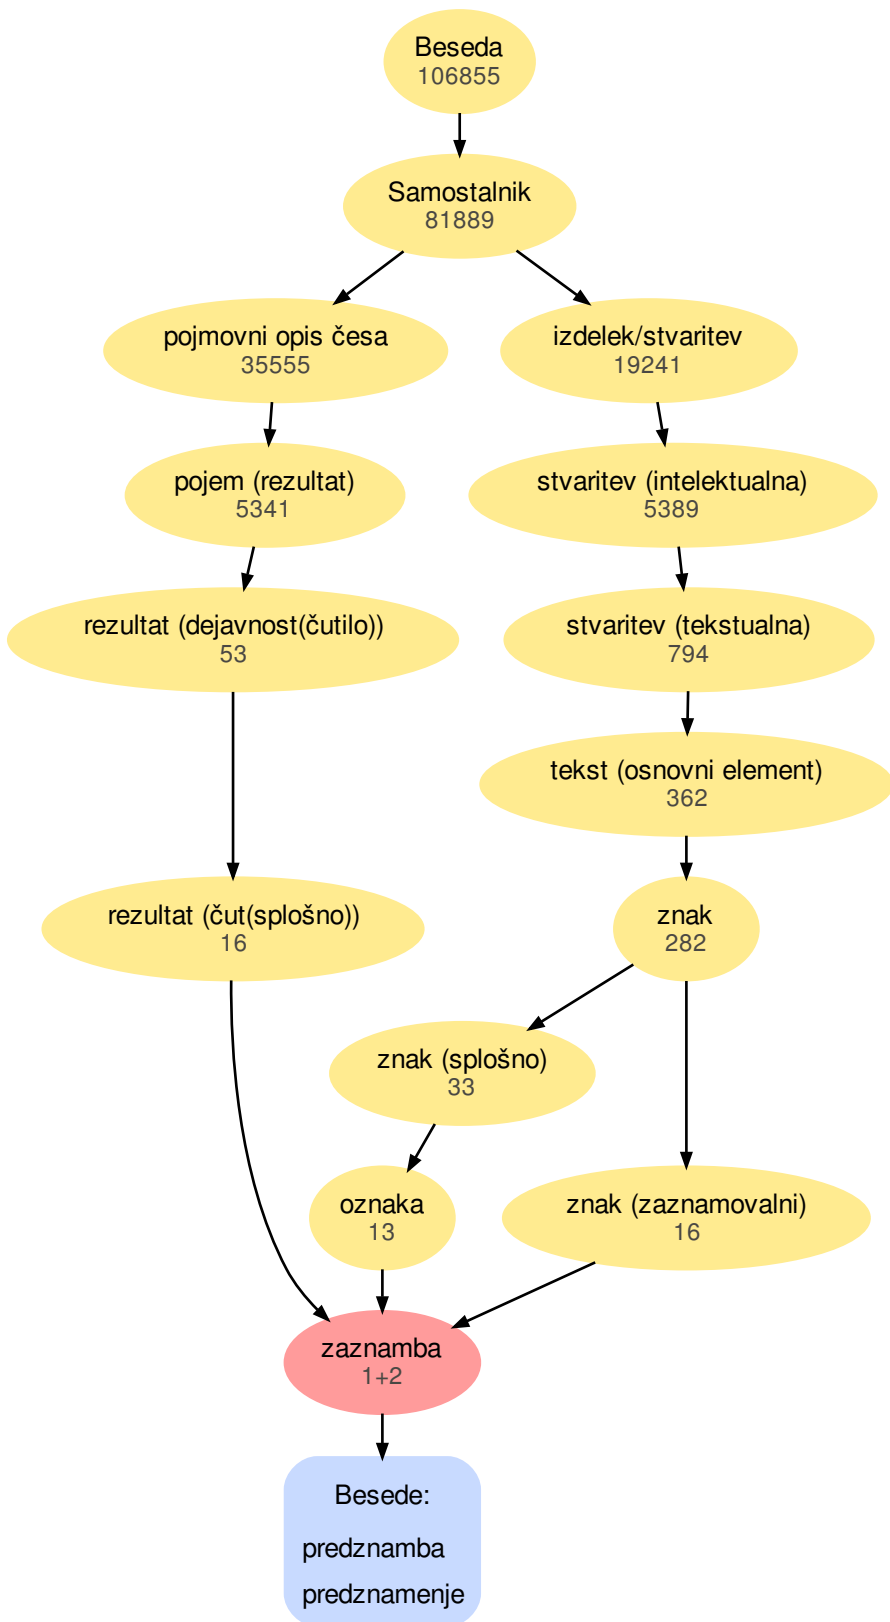 Beseda
106855
Samostalnik
81889
pojmovni opis česa
35555
izdelek/stvaritev
19241
pojem (rezultat)
5341
stvaritev (intelektualna)
5389
rezultat (dejavnost(čutilo))
53
stvaritev (tekstualna)
794
tekst (osnovni element)
362
rezultat (čut(splošno))
16
znak
282
znak (splošno)
33
oznaka
13
znak (zaznamovalni)
16
zaznamba
1+2
Besede:
predznamba
predznamenje